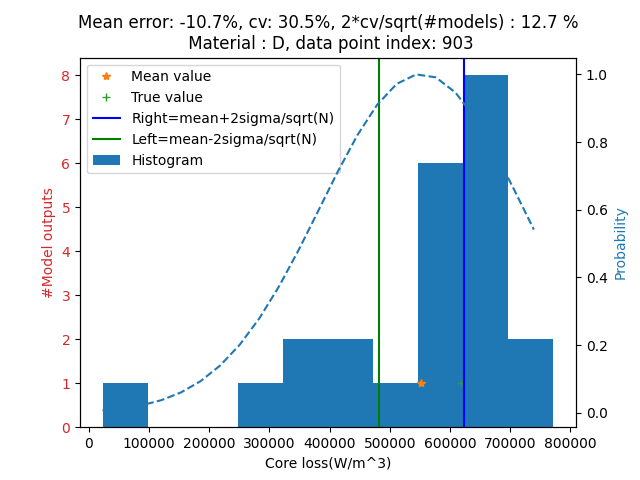 Mean error: -10.7%, cv: 30.5%, 2*cv/sqrt(#models) : 12.7 %
Material : D, data point index: 903
Mean value
True value
Right=mean+2sigma/sqrt(N)
Left=mean-2sigma/sqrt(N)
Histogram
#Model outputs
8
7
6
5
4
3
2
1
0
1.0
0.8
0.6
0.4
0.2
0.0
Probability
0 100000 200000 300000 400000 500000 600000 700000 800000
Core loss(W/m^3)